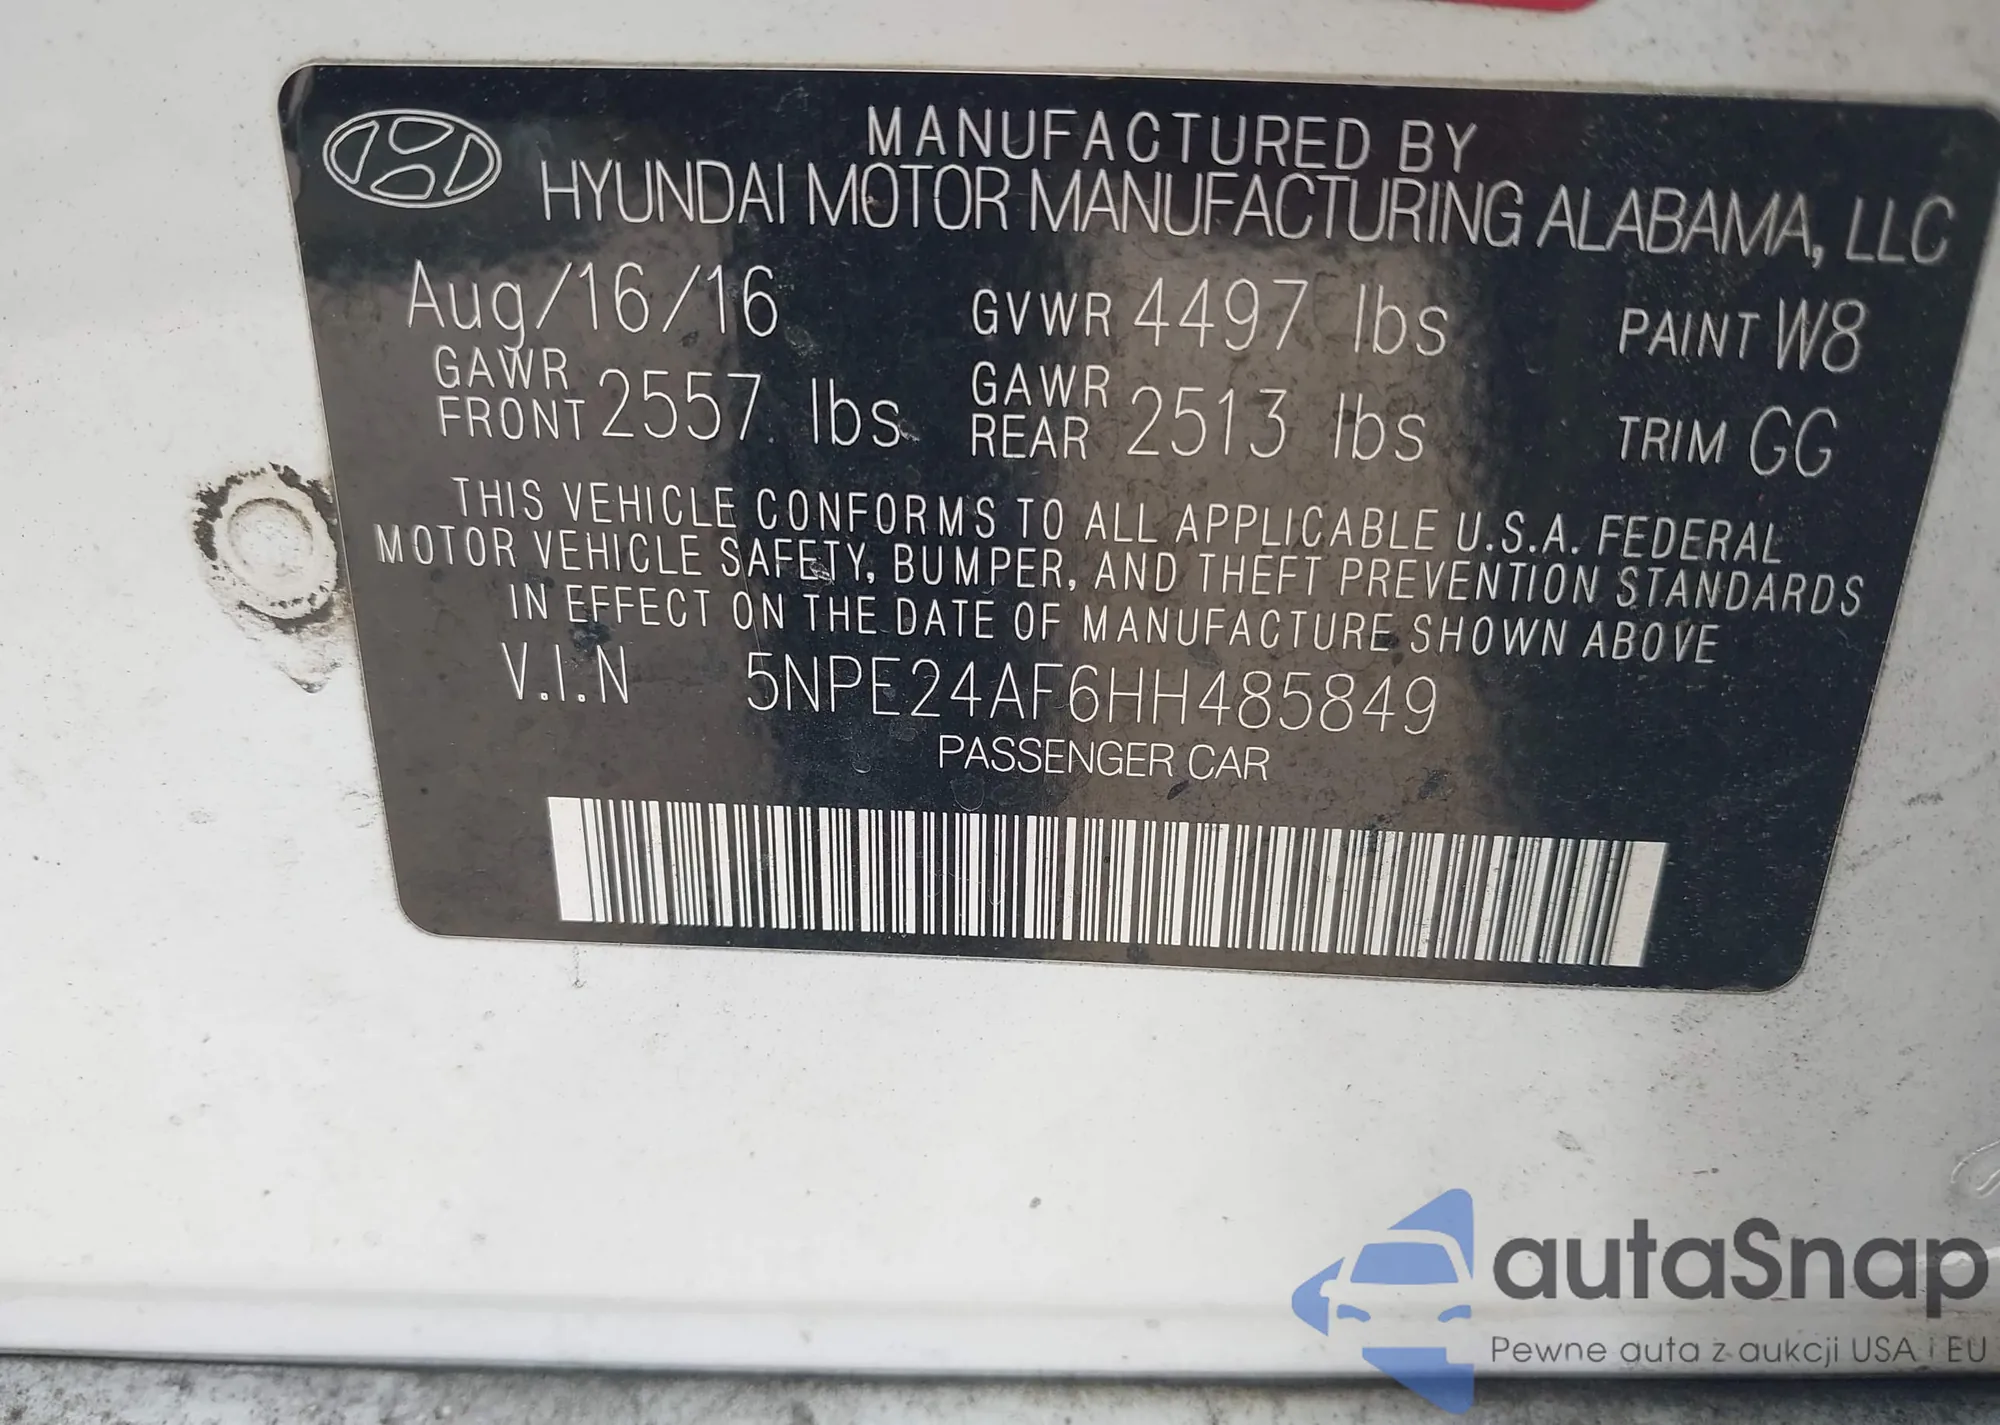 MANUFACTURED BY
HYUNDAI MOTOR MANUFACTURING ALABAMA, LLC
Aug/16/16 GVWR 4497 lbs PAINT W8
GAWR FRONT 2557 lbs GAWR REAR 2513 lbs TRIM GG
THIS VEHICLE CONFORMS TO ALL APPLICABLE U.S.A. FEDERAL
MOTOR VEHICLE SAFETY, BUMPER, AND THEFT PREVENTION STANDARDS
IN EFFECT ON THE DATE OF MANUFACTURE SHOWN ABOVE
V.I.N 5NPE24AF6HH485849
PASSENGER CAR
autaSnap
Pewne auta z aukcji USA i EU